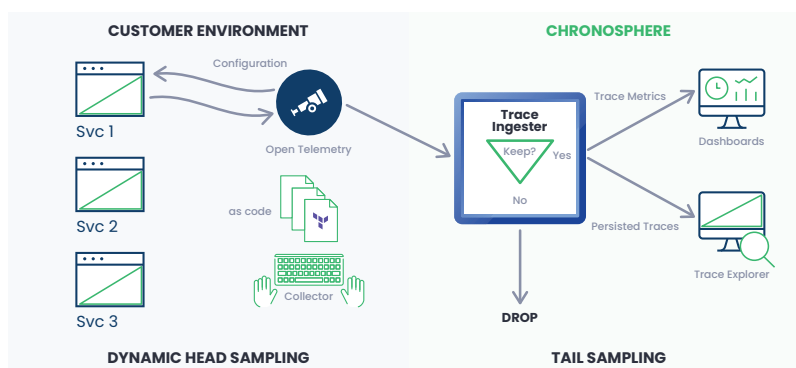 CUSTOMER ENVIRONMENT
CHRONOSPHERE
Configuration
Svc 1
Open Telemetry
Svc 2
as code
Svc 3
Collector
Trace
Ingester
Keep?
Yes
No
Trace Metrics
Dashboards
Persisted Traces
Trace Explorer
DROP
DYNAMIC HEAD SAMPLING
TAIL SAMPLING